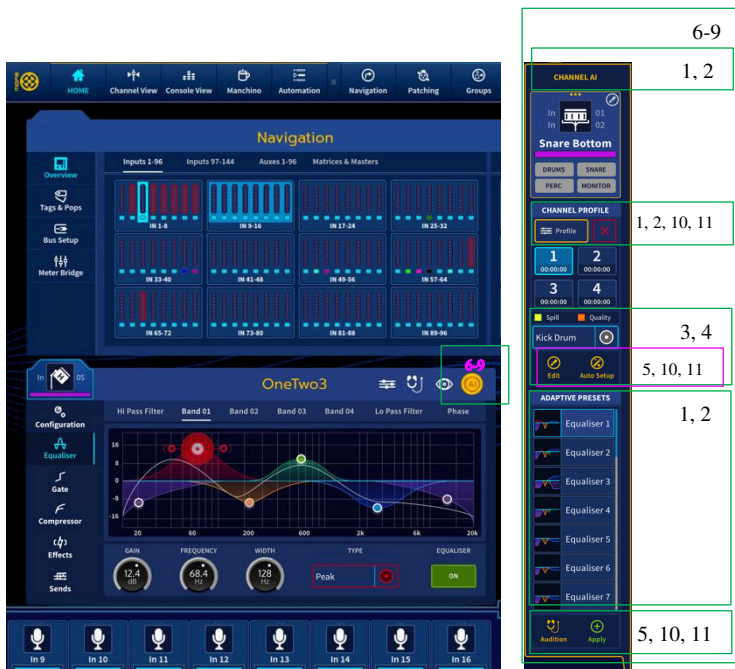 6-9
1, 2
CHANNEL AI
HOME
Channel View
Console View
Manchino
Automation
Navigation
Patching
Groups
In 01
In 02
Snare Bottom
DRUMS SNARE
PERC MONITOR
Navigation
Overview
Tags & Pops
Bus Setup
Meter Bridge
Inputs 1-96 Inputs 97-144 Auxes 1-96 Matrices & Masters
IN 1-8 IN 9-16 IN 17-24 IN 25-32
IN 33-40 IN 41-48 IN 49-56 IN 57-64
IN 65-72 IN 73-80 IN 81-88 IN 89-96
CHANNEL PROFILE
Profile
1, 2, 10, 11
1 2
00:00:00 00:00:00
3 4
00:00:00 00:00:00
Spill Quality
Kick Drum
3, 4
Edit Auto Setup
5, 10, 11
6-9
In 05
OneTwo3
AI
Configuration
Equaliser
Gate
Compressor
Effects
Sends
Hi Pass Filter Band 01 Band 02 Band 03 Band 04 Lo Pass Filter Phase
16
8
0
-8
-16
20 60 200 600 2k 6k 20k
GAIN FREQUENCY WIDTH TYPE EQUALISER
12.4 dB
68.4 Hz
128 Hz
Peak
ON
ADAPTIVE PRESETS
1, 2
Equaliser 1
Equaliser 2
Equaliser 3
Equaliser 4
Equaliser 5
Equaliser 6
Equaliser 7
Audition Apply
5, 10, 11
In 9 In 10 In 11 In 12 In 13 In 14 In 15 In 16